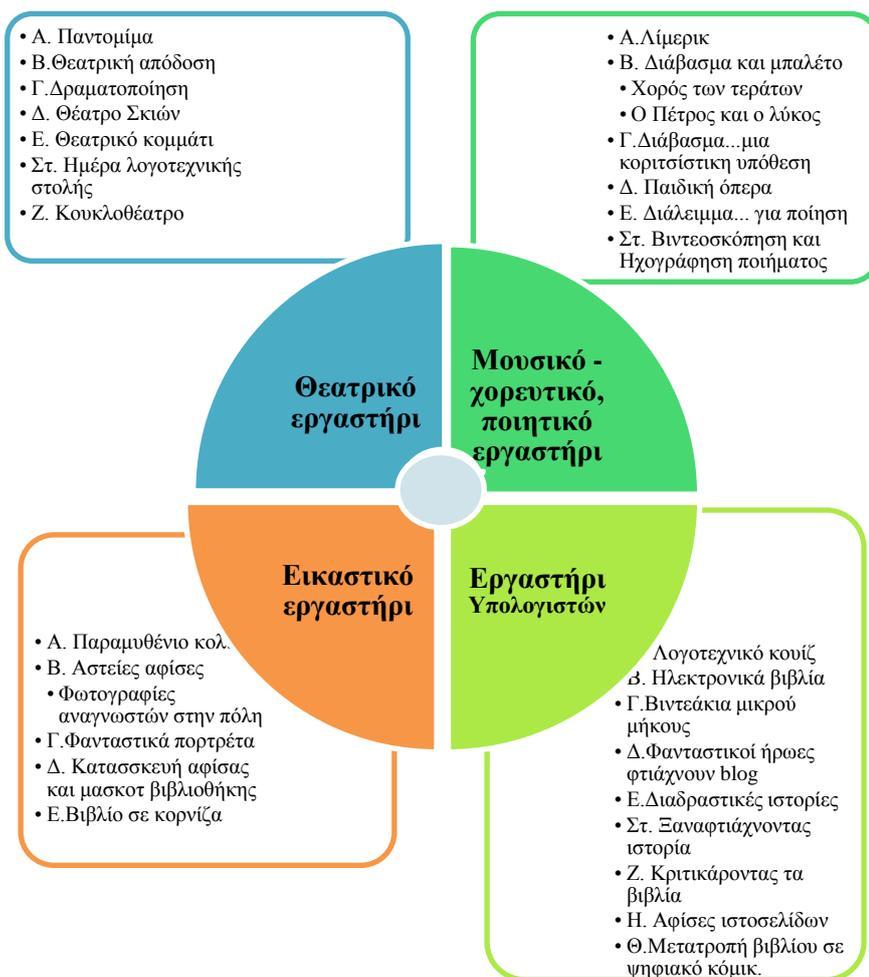 • Α. Παντομίμα
• Β.Θεατρική απόδοση
• Γ.Δραματοποίηση
• Δ. Θέατρο Σκιών
• Ε. Θεατρικό κομμάτι
• Στ. Ημέρα λογοτεχνικής
στολής
• Ζ. Κουκλοθέατρο
• Α.Λίμερικ
• Β. Διάβασμα και μπαλέτο
• Χορός των τεράτων
• Ο Πέτρος και ο λύκος
• Γ.Διάβασμα...μια
κοριτσίστικη υπόθεση
• Δ. Παιδική όπερα
• Ε. Διάλειμμα... για ποίηση
• Στ. Βιντεοσκόπηση και
Ηχογράφηση ποιήματος
Θεατρικό
εργαστήρι
Μουσικό -
χορευτικό,
ποιητικό
εργαστήρι
Εικαστικό
εργαστήρι
Εργαστήρι
Υπολογιστών
• Α. Παραμυθένιο
• Β. Αστείες αφίσες
• Φωτογραφίες
αναγνωστών στην πόλη
• Γ.Φανταστικά πορτρέτα
• Δ. Κατασσκευή αφίσας
και μασκοτ βιβλιοθήκης
• Ε.Βιβλίο σε κορνίζα
Λογοτεχνικό κουίζ
Β. Ηλεκτρονικά βιβλία
• Γ.Βιντεάκια μικρού
μήκους
• Δ.Φανταστικοί ήρωες
φτιάχνουν blog
• Ε.Διαδραστικές ιστορίες
• Στ. Ξαναφτιάχνοντας
ιστορία
• Ζ. Κριτικάροντας τα
βιβλία
• Η. Αφίσες ιστοσελίδων
• Θ.Μετατροπή βιβλίου σε
ψηφιακό κόμικ.